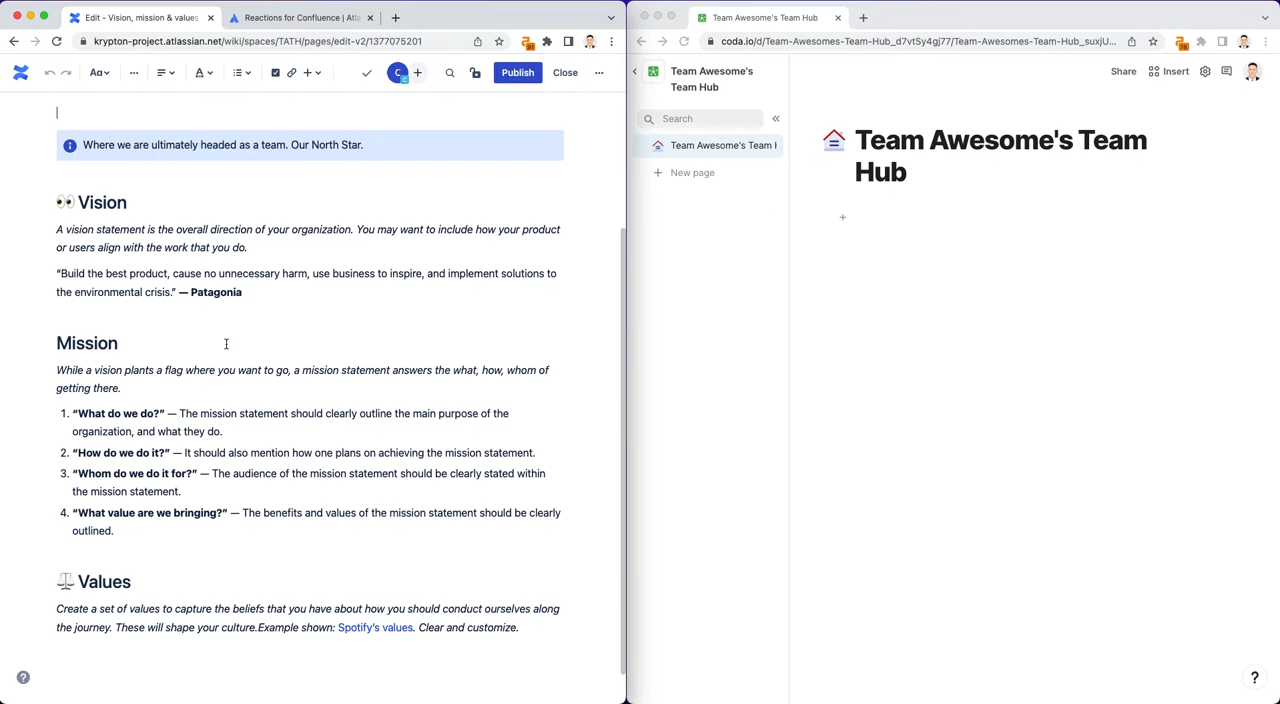 Edit - Vision, mission & values
Reactions for Confluence | Atla
krypton-project.atlassian.net/wiki/spaces/TATH/pages/edit-v2/1377075201
Aa
A
C
C
Publish
Close
Where we are ultimately headed as a team. Our North Star.
👀 Vision
A vision statement is the overall direction of your organization. You may want to include how your product
or users align with the work that you do.
“Build the best product, cause no unnecessary harm, use business to inspire, and implement solutions to
the environmental crisis.” — Patagonia
Mission
While a vision plants a flag where you want to go, a mission statement answers the what, how, whom of
getting there.
1. “What do we do?” — The mission statement should clearly outline the main purpose of the
organization, and what they do.
2. “How do we do it?” — It should also mention how one plans on achieving the mission statement.
3. “Whom do we do it for?” — The audience of the mission statement should be clearly stated within
the mission statement.
4. “What value are we bringing?” — The benefits and values of the mission statement should be clearly
outlined.
⚖️ Values
Create a set of values to capture the beliefs that you have about how you should conduct ourselves along
the journey. These will shape your culture.Example shown: Spotify's values. Clear and customize.
?
Team Awesome's Team Hub
coda.io/d/Team-Awesomes-Team-Hub_d7vtSy4gj77/Team-Awesomes-Team-Hub_suxjU...
Team Awesome's
Team Hub
Share
Insert
Search
Team Awesome's Team H
New page
Team Awesome's Team
Hub
?